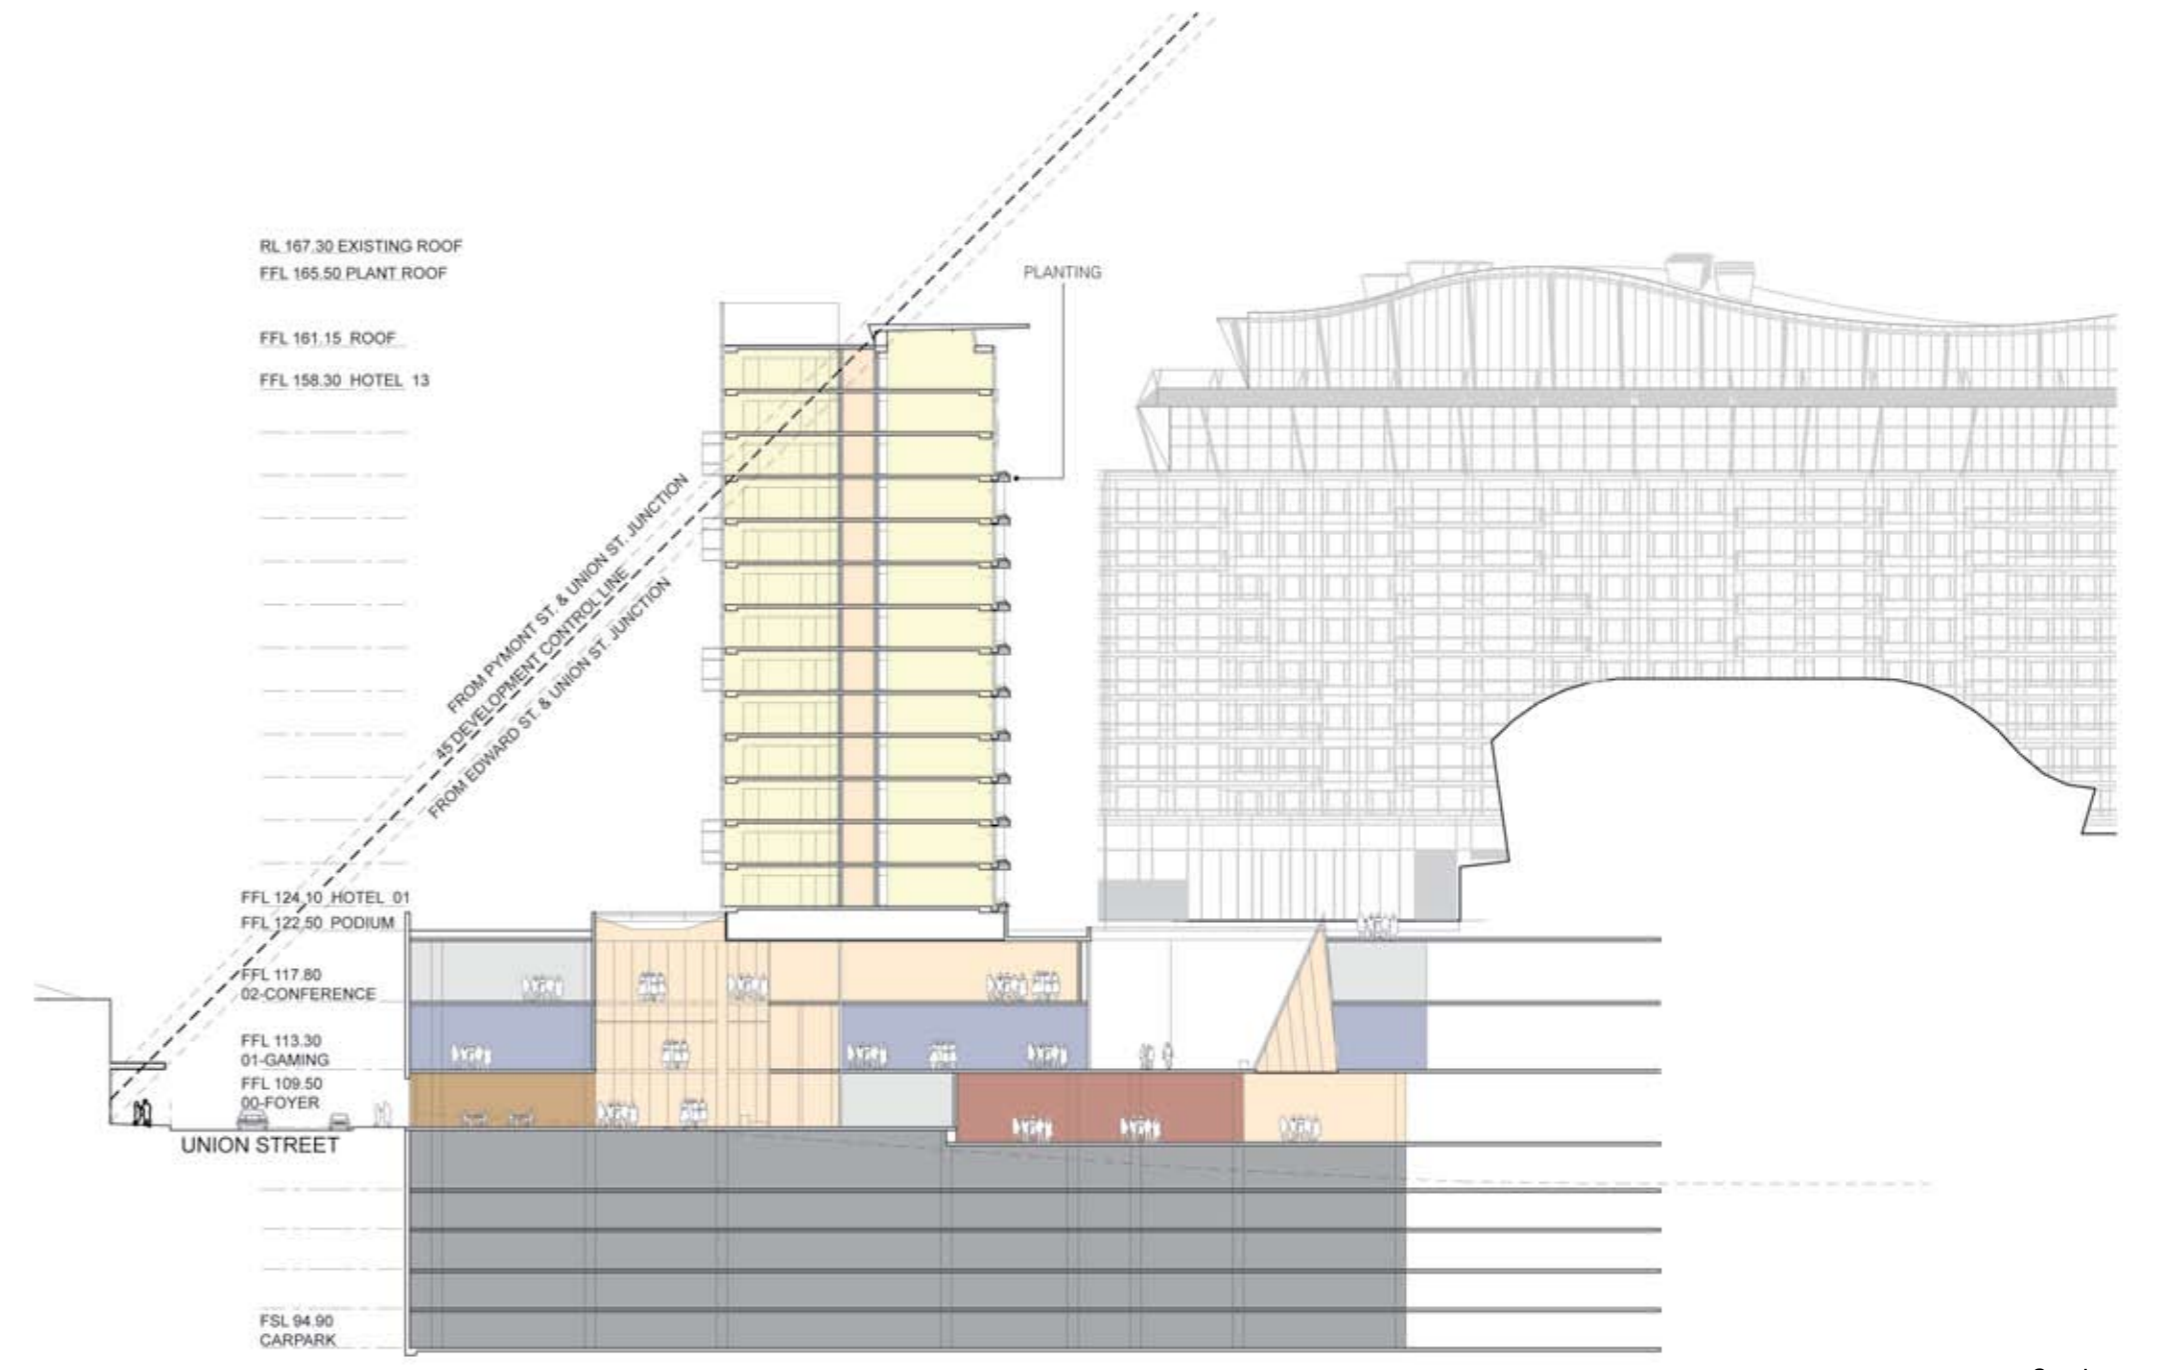 RL 167.30 EXISTING ROOF
FFL 165.50 PLANT ROOF
PLANTING
FFL 161.15 ROOF
FFL 158.30 HOTEL 13
FROM PYMONT ST. & UNION ST. JUNCTION
45 DEVELOPMENT CONTROL LINE
FROM EDWARD ST. & UNION ST. JUNCTION
FFL 124.10 HOTEL 01
FFL 122.50 PODIUM
FFL 117.80
02-CONFERENCE
FFL 113.30
01-GAMING
FFL 109.50
00-FOYER
UNION STREET
FSL 94.90
CARPARK